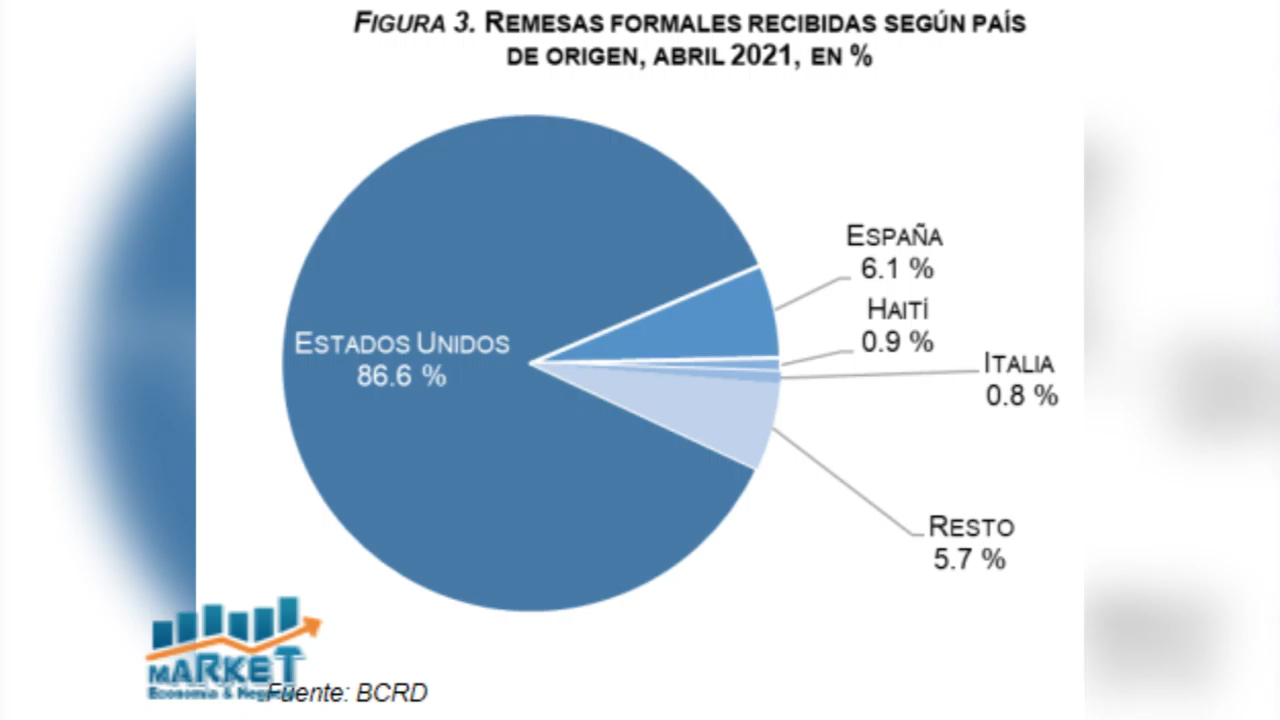 FIGURA 3. REMESAS FORMALES RECIBIDAS SEGÚN PAÍS
DE ORIGEN, ABRIL 2021, EN %
ESPAÑA
6.1 %
HAITÍ
0.9 %
ITALIA
0.8 %
ESTADOS UNIDOS
86.6 %
RESTO
5.7 %
MARKET
Economía &
Fuente: BCRD